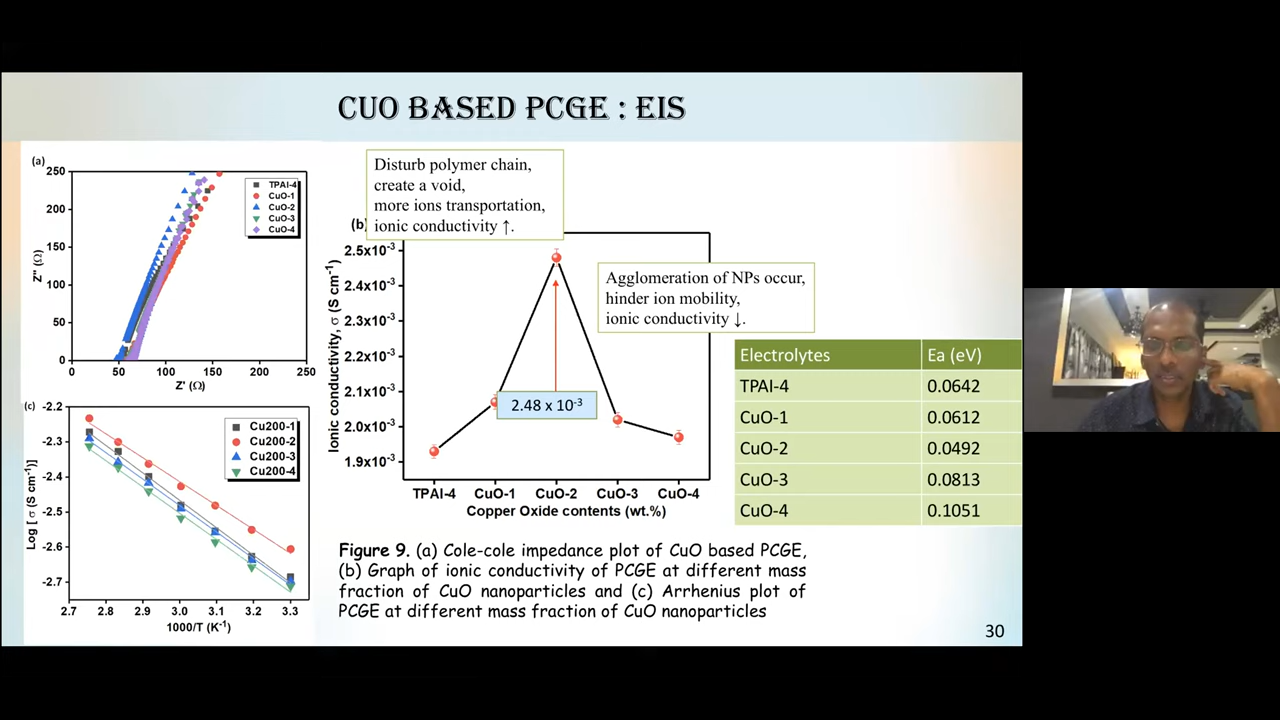 CUO BASED PCGE : EIS
(a)
250
200
150
100
50
0
Z'' (Ω)
0 50 100 150 200 250
Z' (Ω)
TPAI-4
CuO-1
CuO-2
CuO-3
CuO-4
Disturb polymer chain,
create a void,
more ions transportation,
ionic conductivity ↑.
(b)
2.5x10⁻³
2.4x10⁻³
2.3x10⁻³
2.2x10⁻³
2.1x10⁻³
2.0x10⁻³
1.9x10⁻³
Ionic conductivity, σ (S cm⁻¹)
Agglomeration of NPs occur,
hinder ion mobility,
ionic conductivity ↓.
2.48 x 10⁻³
TPAI-4 CuO-1 CuO-2 CuO-3 CuO-4
Copper Oxide contents (wt.%)
Electrolytes Ea (eV)
TPAI-4 0.0642
CuO-1 0.0612
CuO-2 0.0492
CuO-3 0.0813
CuO-4 0.1051
(c)
-2.2
-2.3
-2.4
-2.5
-2.6
-2.7
Log [ σ (S cm⁻¹)]
Cu200-1
Cu200-2
Cu200-3
Cu200-4
2.7 2.8 2.9 3.0 3.1 3.2 3.3
1000/T (K⁻¹)
Figure 9. (a) Cole-cole impedance plot of CuO based PCGE,
(b) Graph of ionic conductivity of PCGE at different mass
fraction of CuO nanoparticles and (c) Arrhenius plot of
PCGE at different mass fraction of CuO nanoparticles
30